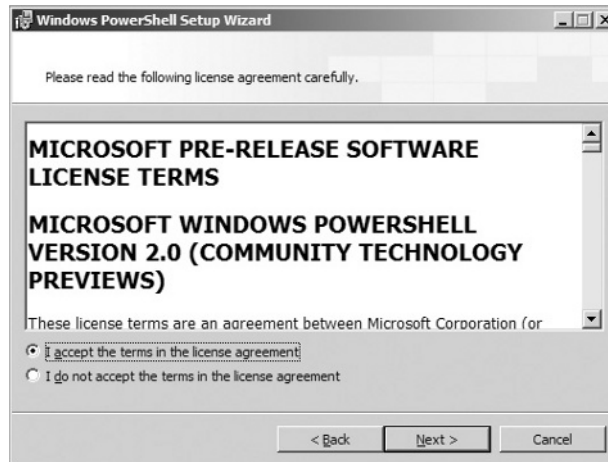 Windows PowerShell Setup Wizard
Please read the following license agreement carefully.
MICROSOFT PRE-RELEASE SOFTWARE
LICENSE TERMS
MICROSOFT WINDOWS POWERSHELL
VERSION 2.0 (COMMUNITY TECHNOLOGY
PREVIEWS)
These license terms are an agreement between Microsoft Corporation (or
I accept the terms in the license agreement
I do not accept the terms in the license agreement
< Back Next > Cancel